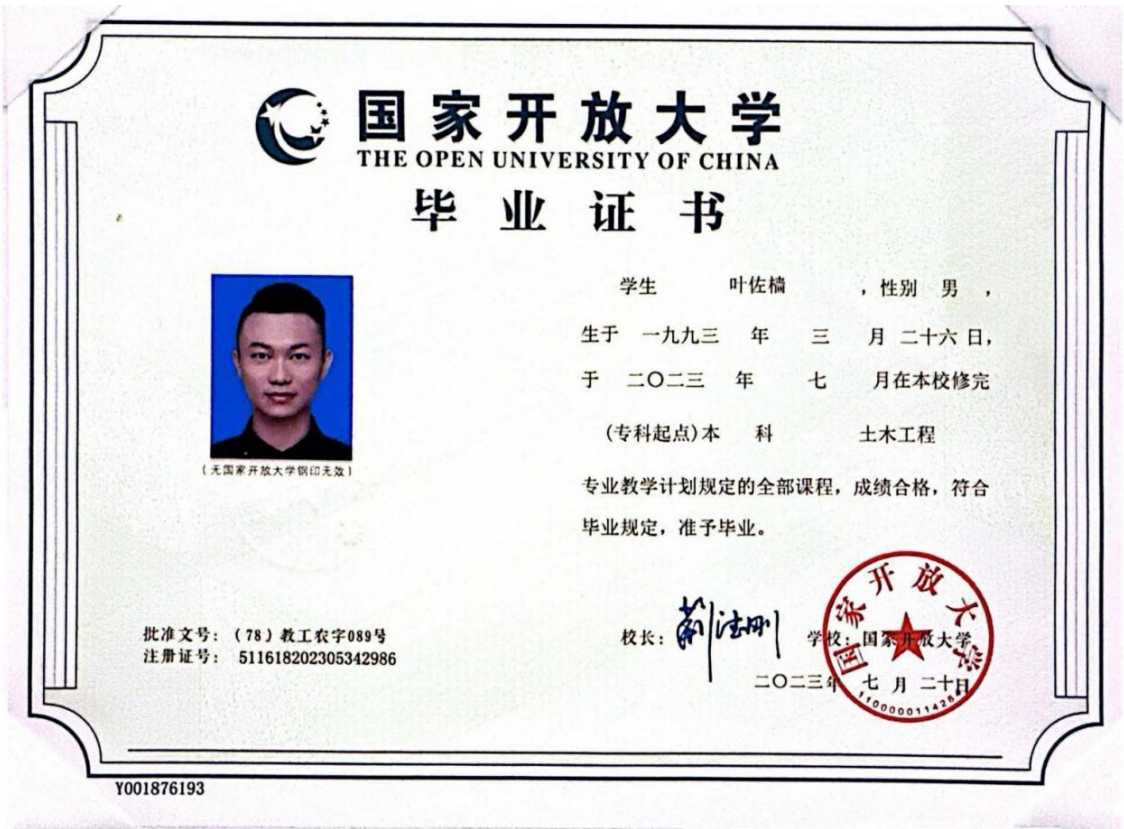 国家开放大学
THE OPEN UNIVERSITY OF CHINA
毕业证书
学生 叶佐樯 ，性别 男 ，
生于 一九九三 年 三 月 二十六 日，
于 二〇二三 年 七 月在本校修完
(专科起点)本 科 土木工程
专业教学计划规定的全部课程，成绩合格，符合
毕业规定，准予毕业。
(无国家开放大学钢印无效)
批准文号：（78）教工农字089号
注册证号： 511618202305342986
校长：
学校：国家开放大学
二〇二三年 七 月 二十日
国家开放大学
Y001876193